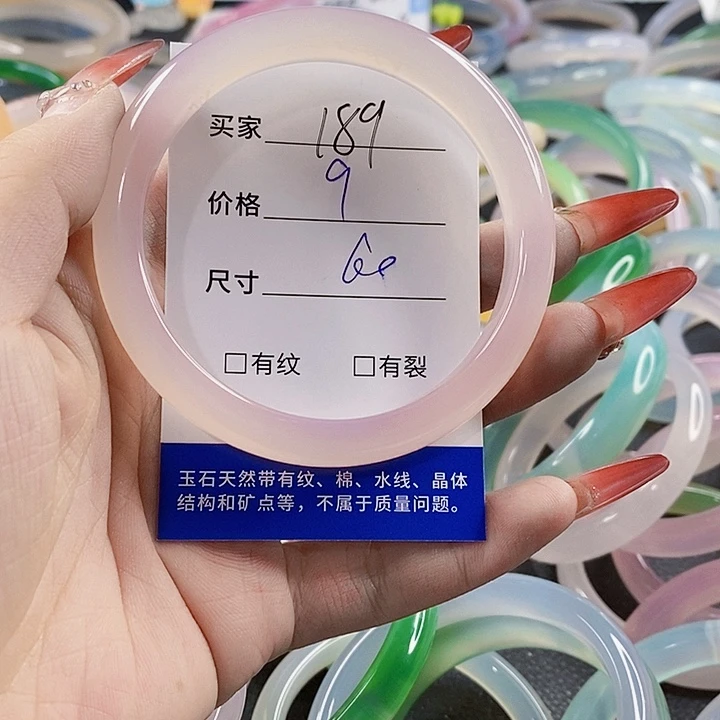 买家 189
价格 9
尺寸 60
□有纹 □有裂
玉石天然带有纹、棉、水线、晶体
结构和矿点等，不属于质量问题。